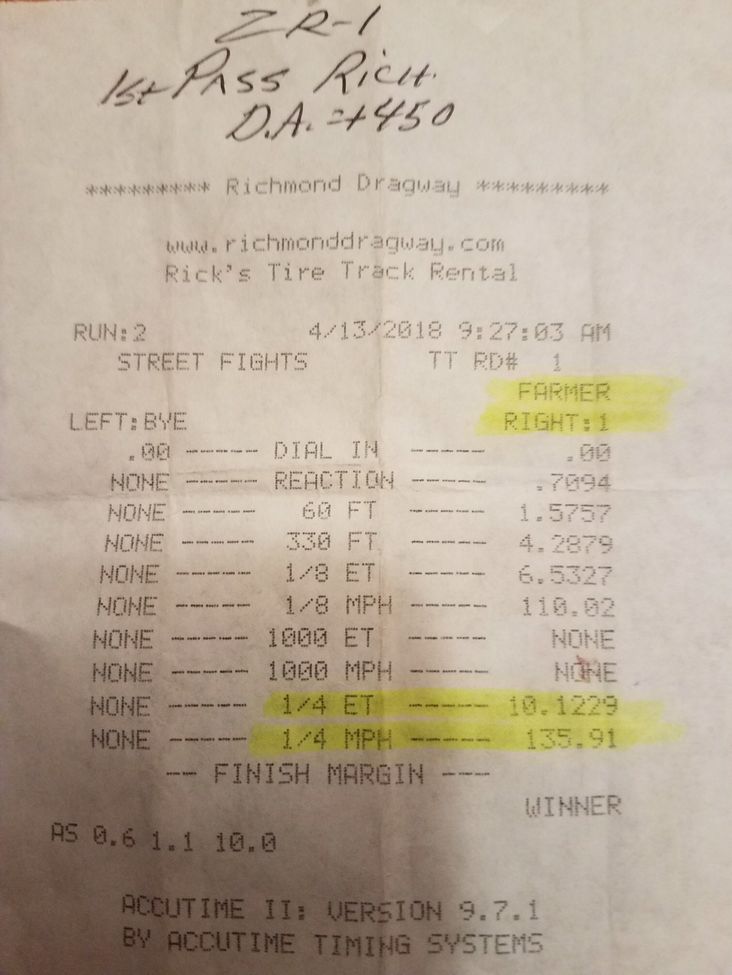 ZR-1
1st PASS RICH.
D.A. = +450
********* Richmond Dragway *********
www.richmonddragway.com
Rick's Tire Track Rental
RUN:2 4/13/2018 9:27:03 AM
STREET FIGHTS TT RD# 1
FARMER
LEFT:BYE RIGHT:1
.00 ----- DIAL IN ----- .00
NONE ----- REACTION ----- .7094
NONE ----- 60 FT ----- 1.5757
NONE ----- 330 FT ----- 4.2879
NONE ----- 1/8 ET ----- 6.5327
NONE ----- 1/8 MPH ----- 110.02
NONE ----- 1000 ET ----- NONE
NONE ----- 1000 MPH ----- NONE
NONE ----- 1/4 ET ----- 10.1229
NONE ----- 1/4 MPH ----- 135.91
-- FINISH MARGIN ---
WINNER
AS 0.6 1.1 10.0
ACCUTIME II: VERSION 9.7.1
BY ACCUTIME TIMING SYSTEMS